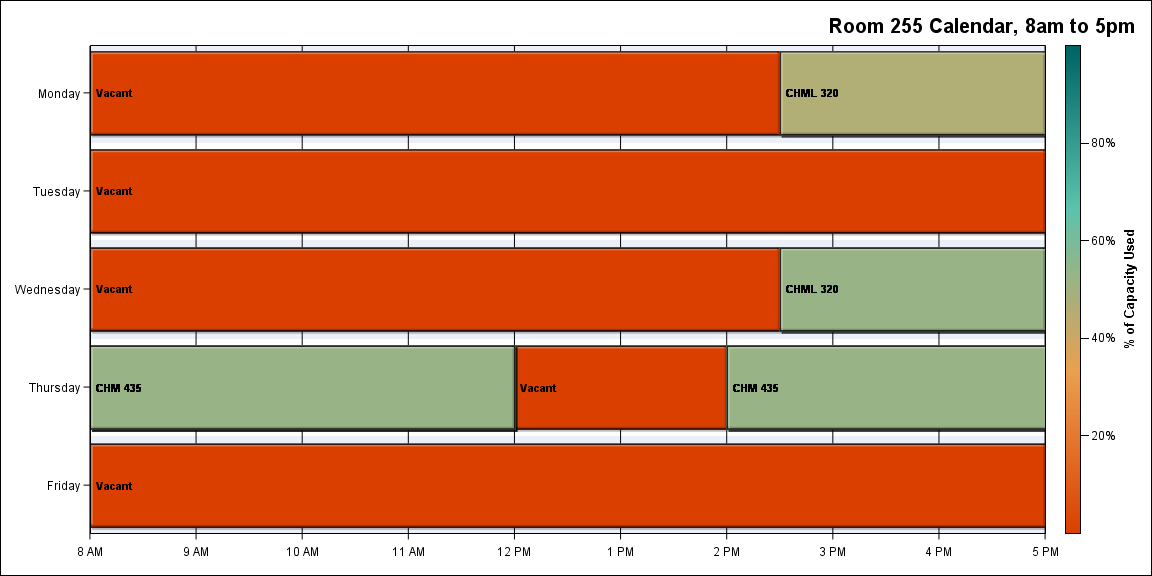 Room 255 Calendar, 8am to 5pm
Monday
Vacant
CHML 320
Tuesday
Vacant
Wednesday
Vacant
CHML 320
Thursday
CHM 435
Vacant
CHM 435
Friday
Vacant
8 AM
9 AM
10 AM
11 AM
12 PM
1 PM
2 PM
3 PM
4 PM
5 PM
80%
60%
40%
20%
% of Capacity Used